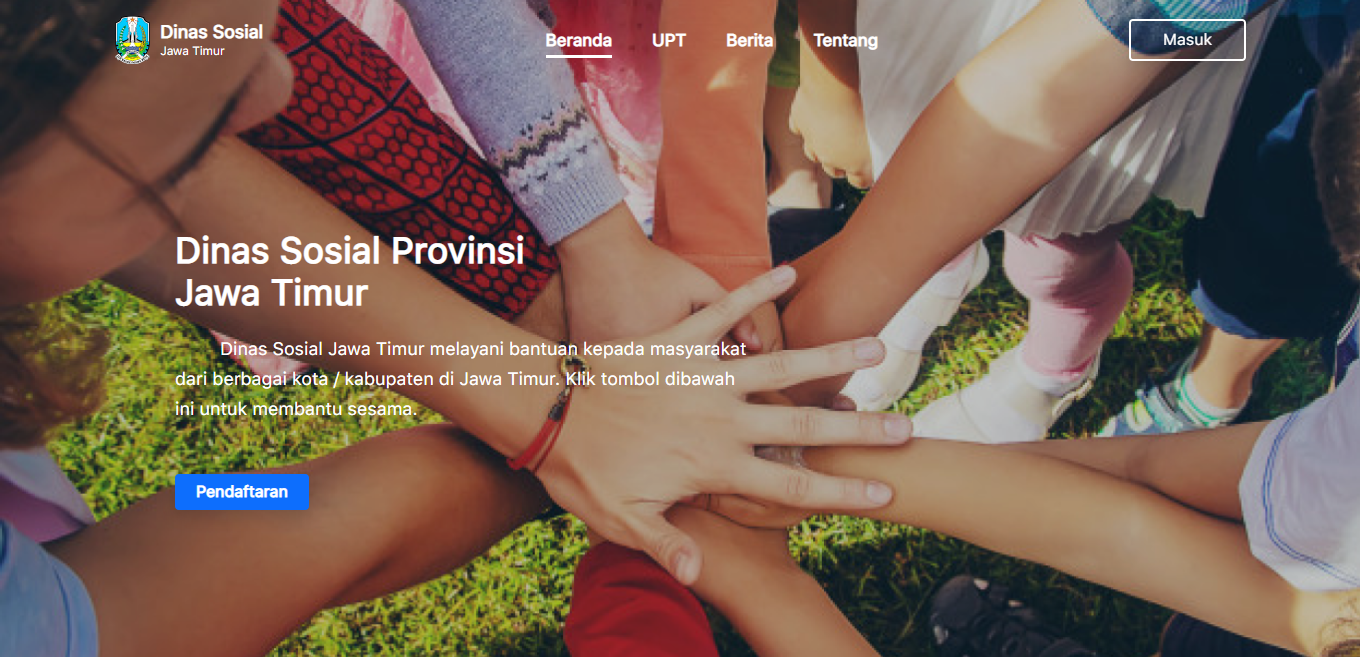 Dinas Sosial
Jawa Timur
Beranda
UPT
Berita
Tentang
Masuk
Dinas Sosial Provinsi
Jawa Timur
Dinas Sosial Jawa Timur melayani bantuan kepada masyarakat
dari berbagai kota / kabupaten di Jawa Timur. Klik tombol dibawah
ini untuk membantu sesama.
Pendaftaran